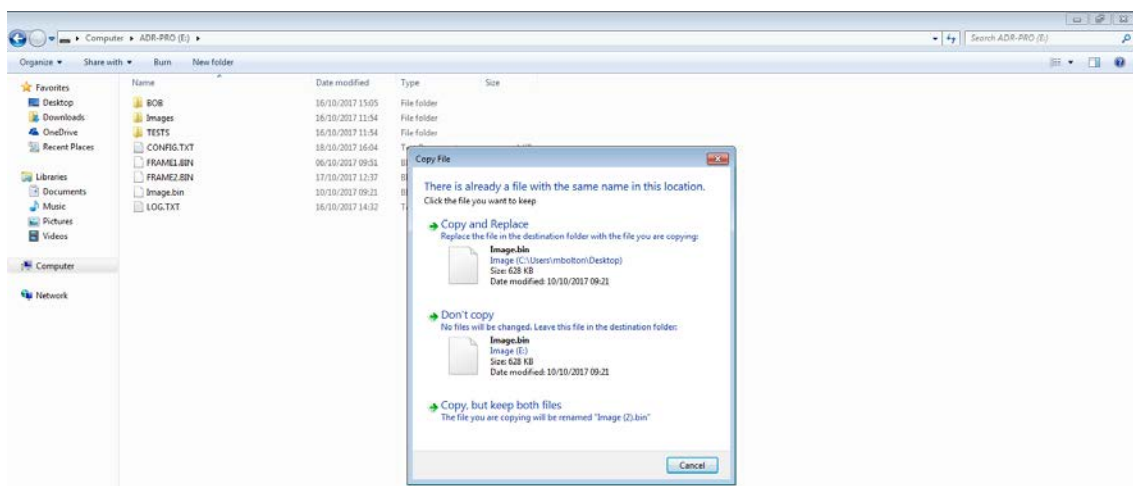 Computer ▸ ADR-PRO (E:) ▸
Search ADR-PRO (E:)
Organize Share with Burn New folder
Favorites
Desktop
Downloads
OneDrive
Recent Places
Libraries
Documents
Music
Pictures
Videos
Computer
Network
Name Date modified Type Size
BOB 16/10/2017 15:05 File folder
Images 16/10/2017 11:54 File folder
TESTS 16/10/2017 11:54 File folder
CONFIG.TXT 18/10/2017 16:04
FRAME1.BIN 06/10/2017 09:51
FRAME2.BIN 17/10/2017 12:37
Image.bin 10/10/2017 09:21
LOG.TXT 16/10/2017 14:32
Copy File
There is already a file with the same name in this location.
Click the file you want to keep
Copy and Replace
Replace the file in the destination folder with the file you are copying:
Image.bin
Image (C:\Users\mbolton\Desktop)
Size: 628 KB
Date modified: 10/10/2017 09:21
Don't copy
No files will be changed. Leave this file in the destination folder:
Image.bin
Image (E:)
Size: 628 KB
Date modified: 10/10/2017 09:21
Copy, but keep both files
The file you are copying will be renamed "Image (2).bin"
Cancel